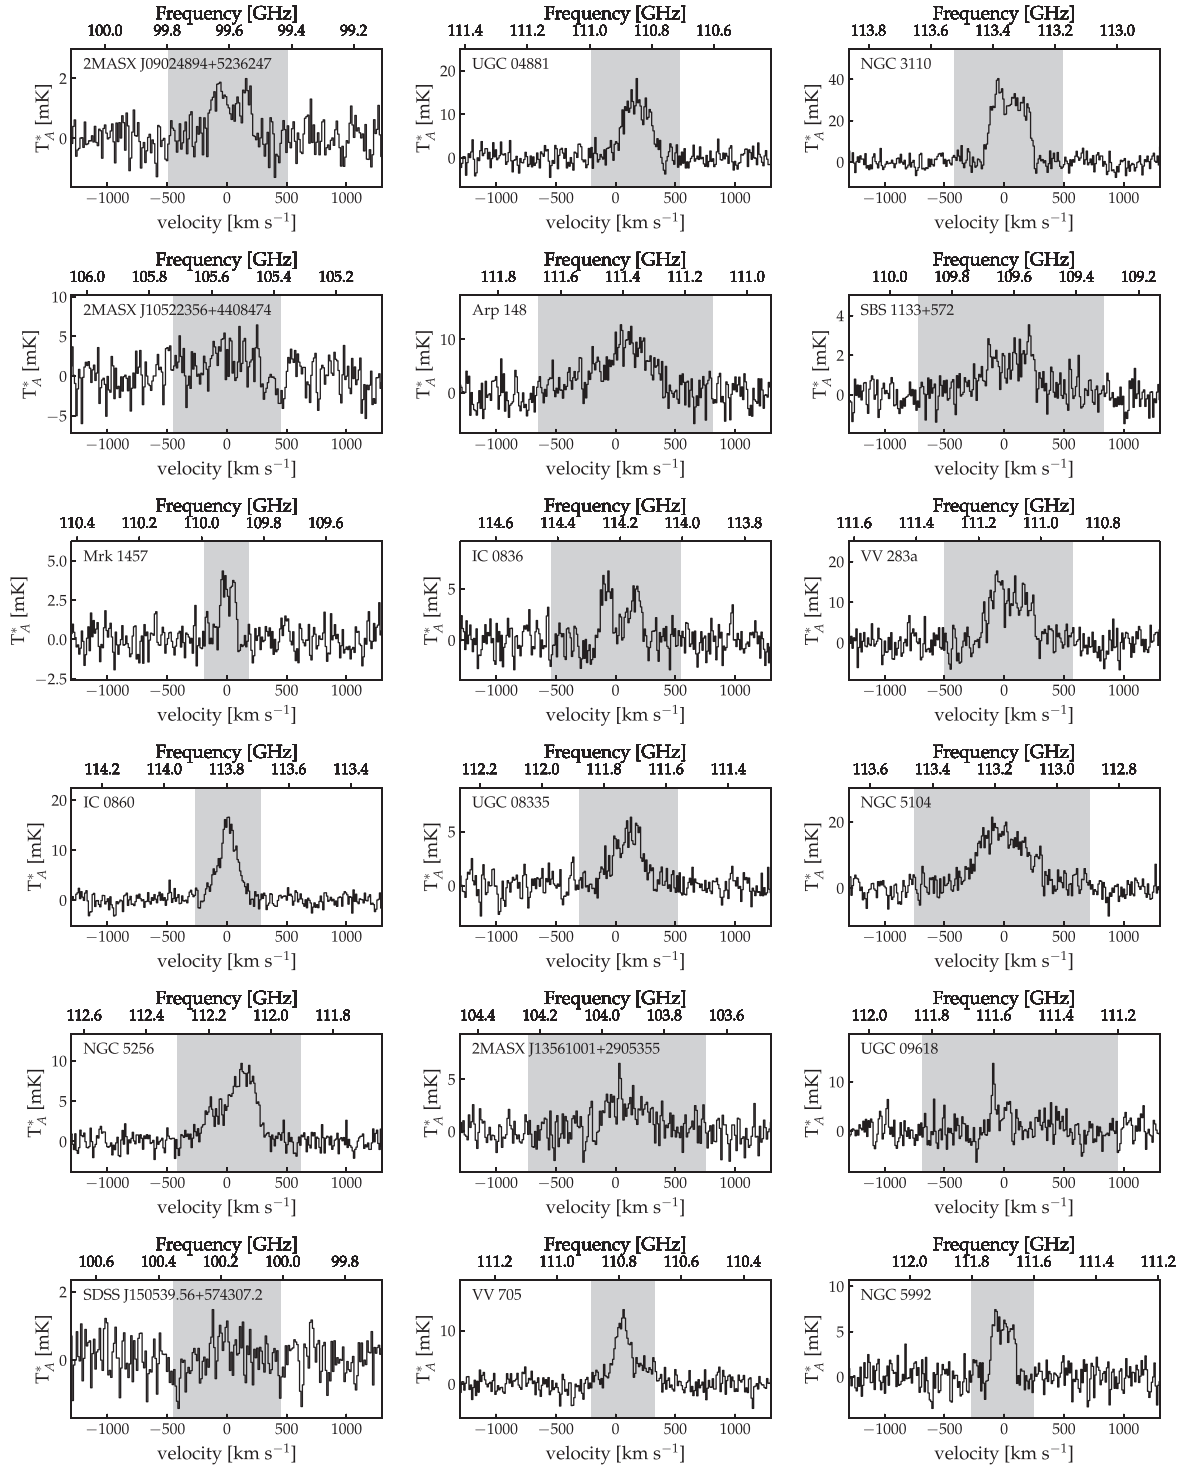 Frequency [GHz] Frequency [GHz] Frequency [GHz]
100.0 99.8 99.6 99.4 99.2 111.4 111.2 111.0 110.8 110.6 113.8 113.6 113.4 113.2 113.0
2MASX J09024894+5236247 UGC 04881 NGC 3110
T*A [mK] 2 0 T*A [mK] 20 10 0 T*A [mK] 40 20 0
−1000 −500 0 500 1000 −1000 −500 0 500 1000 −1000 −500 0 500 1000
velocity [km s−1] velocity [km s−1] velocity [km s−1]
Frequency [GHz] Frequency [GHz] Frequency [GHz]
106.0 105.8 105.6 105.4 105.2 111.8 111.6 111.4 111.2 111.0 110.0 109.8 109.6 109.4 109.2
2MASX J10522356+4408474 Arp 148 SBS 1133+572
T*A [mK] 10 5 0 −5 T*A [mK] 10 0 T*A [mK] 4 2 0
−1000 −500 0 500 1000 −1000 −500 0 500 1000 −1000 −500 0 500 1000
velocity [km s−1] velocity [km s−1] velocity [km s−1]
Frequency [GHz] Frequency [GHz] Frequency [GHz]
110.4 110.2 110.0 109.8 109.6 114.6 114.4 114.2 114.0 113.8 111.6 111.4 111.2 111.0 110.8
Mrk 1457 IC 0836 VV 283a
T*A [mK] 5.0 2.5 0.0 −2.5 T*A [mK] 5 0 T*A [mK] 20 10 0
−1000 −500 0 500 1000 −1000 −500 0 500 1000 −1000 −500 0 500 1000
velocity [km s−1] velocity [km s−1] velocity [km s−1]
Frequency [GHz] Frequency [GHz] Frequency [GHz]
114.2 114.0 113.8 113.6 113.4 112.2 112.0 111.8 111.6 111.4 113.6 113.4 113.2 113.0 112.8
IC 0860 UGC 08335 NGC 5104
T*A [mK] 20 10 0 T*A [mK] 5 0 T*A [mK] 20 0
−1000 −500 0 500 1000 −1000 −500 0 500 1000 −1000 −500 0 500 1000
velocity [km s−1] velocity [km s−1] velocity [km s−1]
Frequency [GHz] Frequency [GHz] Frequency [GHz]
112.6 112.4 112.2 112.0 111.8 104.4 104.2 104.0 103.8 103.6 112.0 111.8 111.6 111.4 111.2
NGC 5256 2MASX J13561001+2905355 UGC 09618
T*A [mK] 10 5 0 T*A [mK] 5 0 T*A [mK] 10 0
−1000 −500 0 500 1000 −1000 −500 0 500 1000 −1000 −500 0 500 1000
velocity [km s−1] velocity [km s−1] velocity [km s−1]
Frequency [GHz] Frequency [GHz] Frequency [GHz]
100.6 100.4 100.2 100.0 99.8 111.2 111.0 110.8 110.6 110.4 112.0 111.8 111.6 111.4 111.2
SDSS J150539.56+574307.2 VV 705 NGC 5992
T*A [mK] 2 0 T*A [mK] 10 0 T*A [mK] 10 5 0
−1000 −500 0 500 1000 −1000 −500 0 500 1000 −1000 −500 0 500 1000
velocity [km s−1] velocity [km s−1] velocity [km s−1]